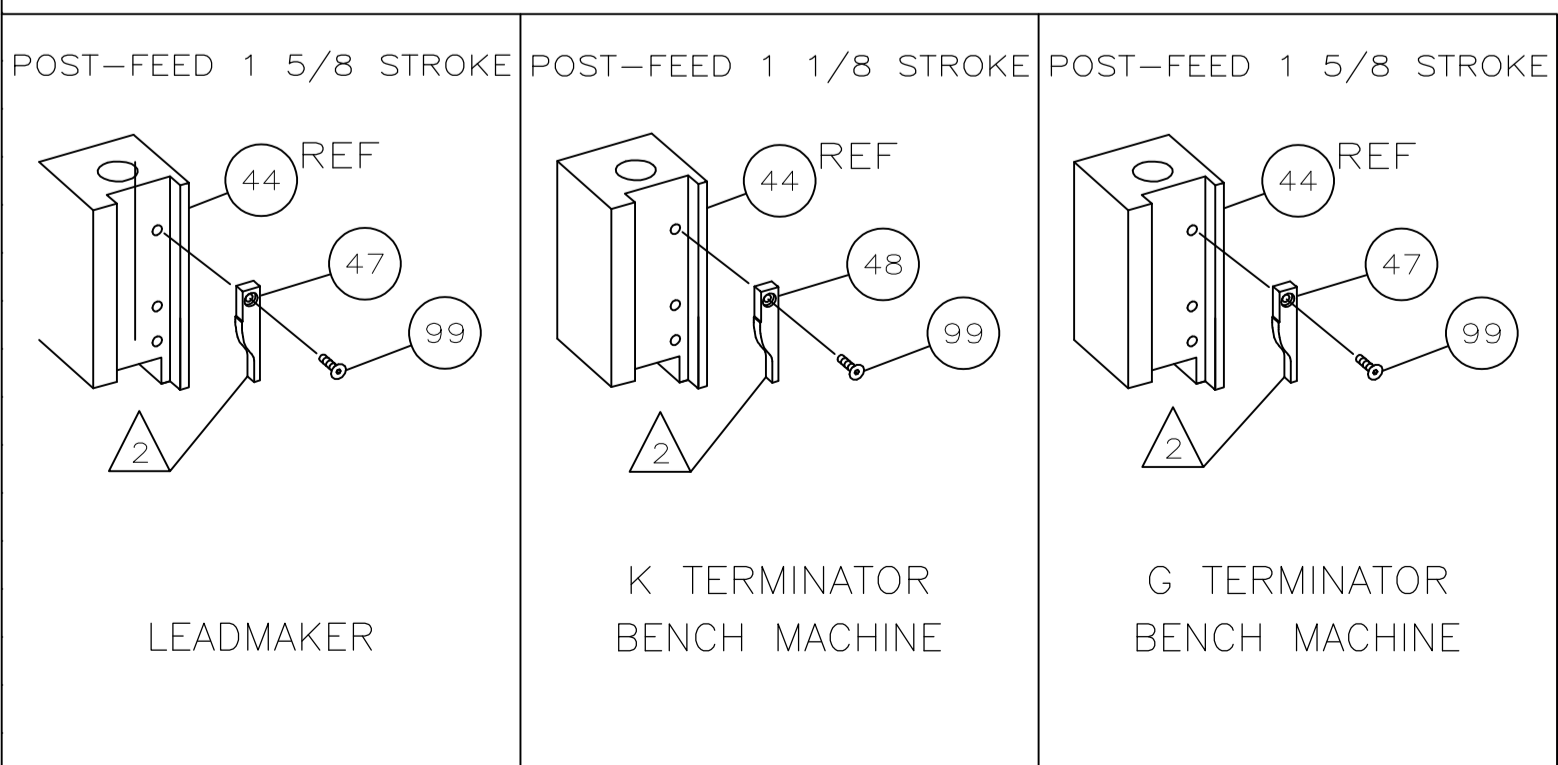 POST-FEED 1 5/8 STROKE
44 REF
47
99
2
LEADMAKER
POST-FEED 1 1/8 STROKE
44 REF
48
99
2
K TERMINATOR
BENCH MACHINE
POST-FEED 1 5/8 STROKE
44 REF
47
99
2
G TERMINATOR
BENCH MACHINE